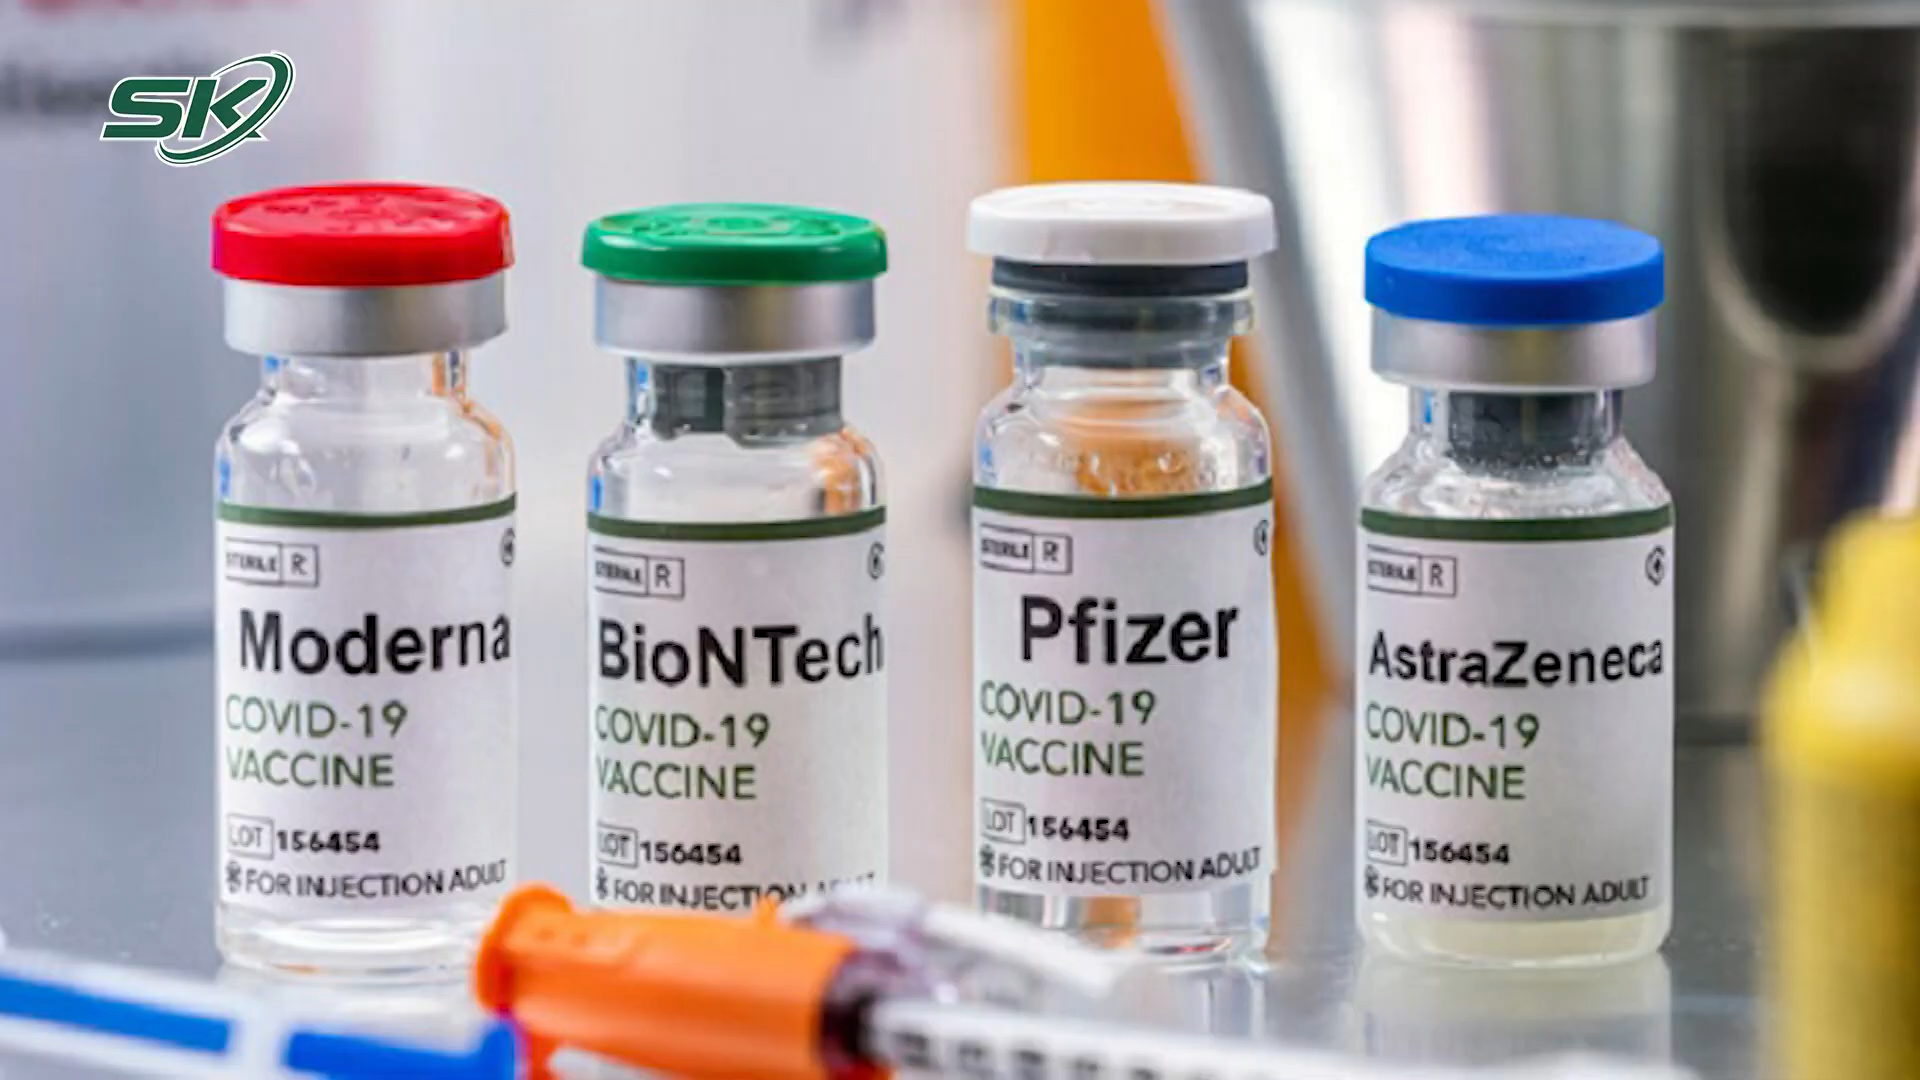 SK
STERILE R
Moderna
COVID-19
VACCINE
LOT 156454
FOR INJECTION ADULT
STERILE R
BioNTech
COVID-19
VACCINE
LOT 156454
FOR INJECTION
STERILE R
Pfizer
COVID-19
VACCINE
LOT 156454
FOR INJECTION ADULT
STERILE R
AstraZeneca
COVID-19
VACCINE
LOT 156454
FOR INJECTION ADULT